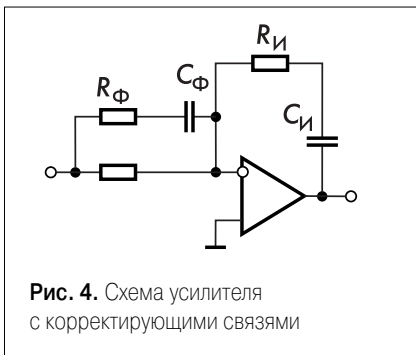 R_И
C_Ф
R_Ф
C_И
Рис. 4. Схема усилителя
с корректирующими связями